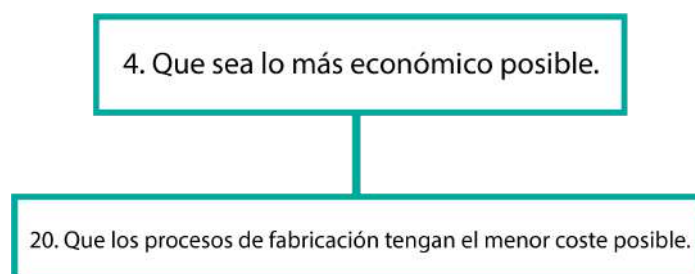 4. Que sea lo más económico posible.
20. Que los procesos de fabricación tengan el menor coste posible.